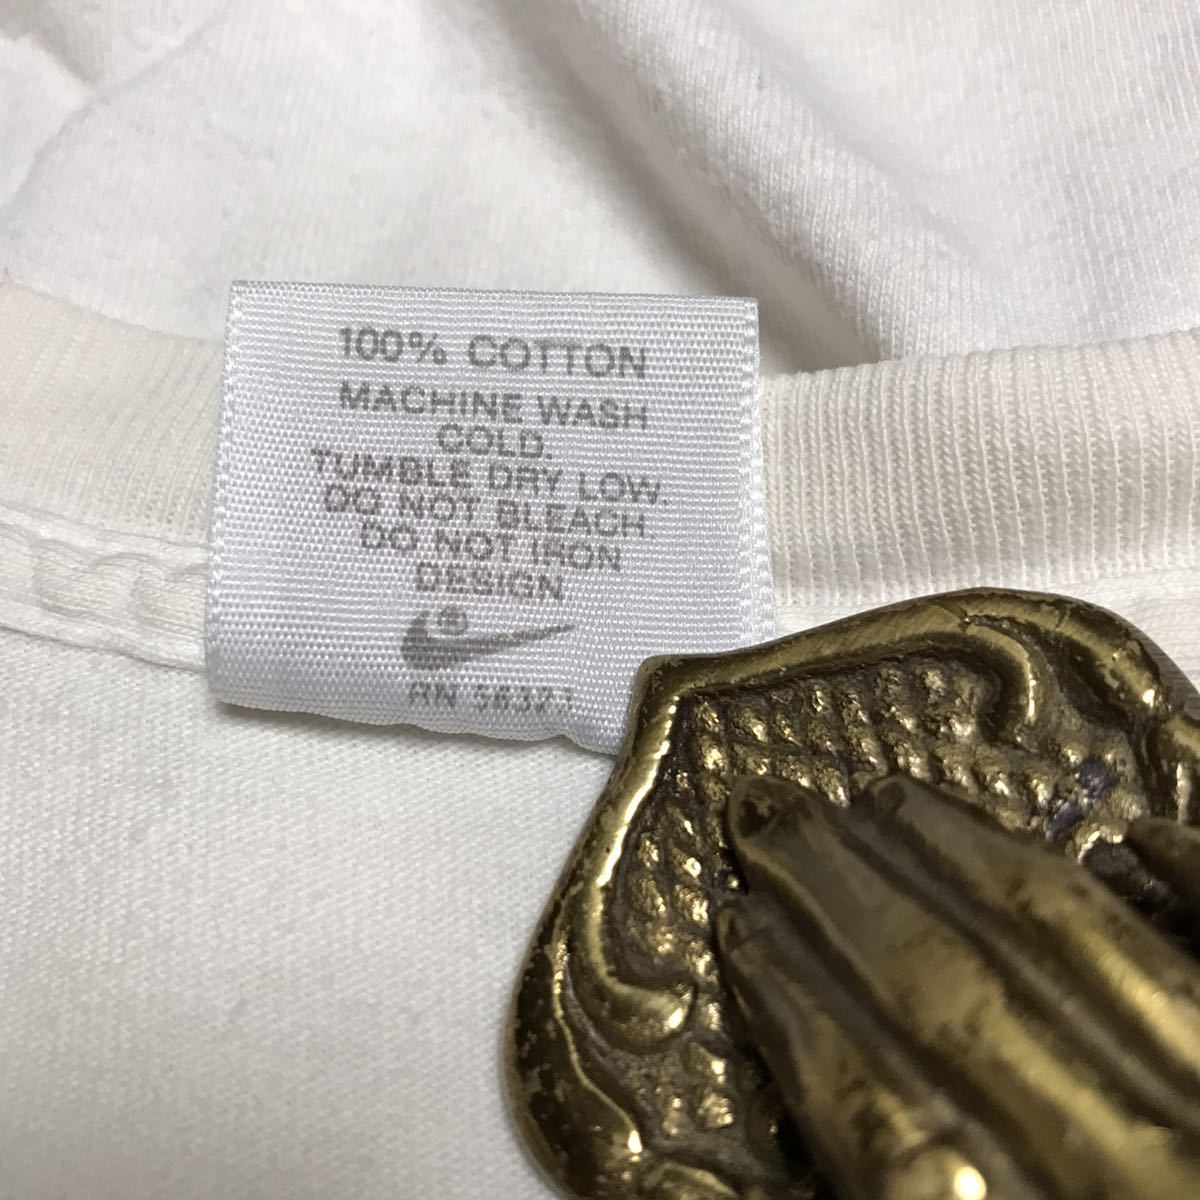 100% COTTON
MACHINE WASH
COLD.
TUMBLE DRY LOW.
DO NOT BLEACH
DO NOT IRON
DESIGN
®
RN 56323